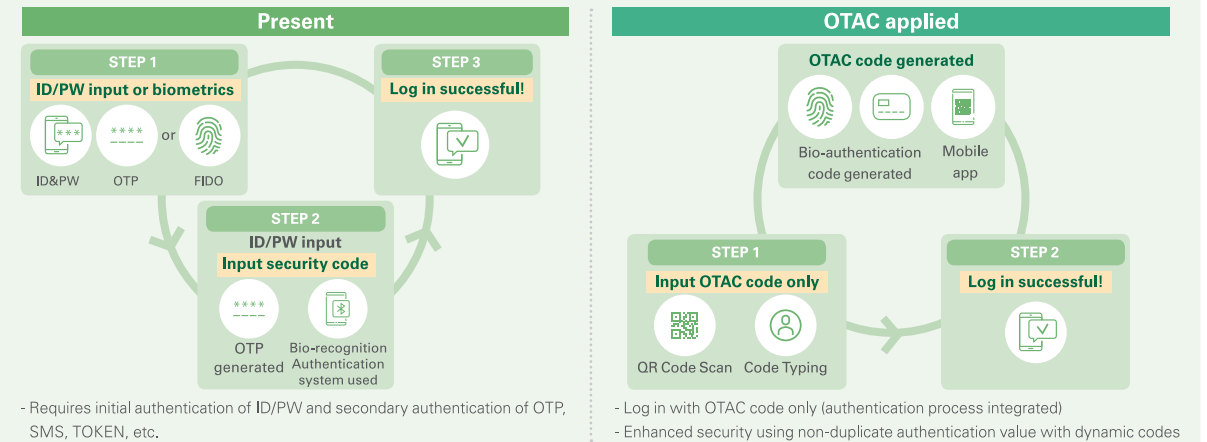 Present
STEP 1
ID/PW input or biometrics
***
****
or
ID&PW
OTP
FIDO
STEP 3
Log in successful!
STEP 2
ID/PW input
Input security code
****
OTP
generated
Bio-recognition
Authentication
system used
- Requires initial authentication of ID/PW and secondary authentication of OTP,
SMS, TOKEN, etc.
OTAC applied
OTAC code generated
Bio-authentication
code generated
Mobile
app
STEP 1
Input OTAC code only
QR Code Scan
Code Typing
STEP 2
Log in successful!
- Log in with OTAC code only (authentication process integrated)
- Enhanced security using non-duplicate authentication value with dynamic codes